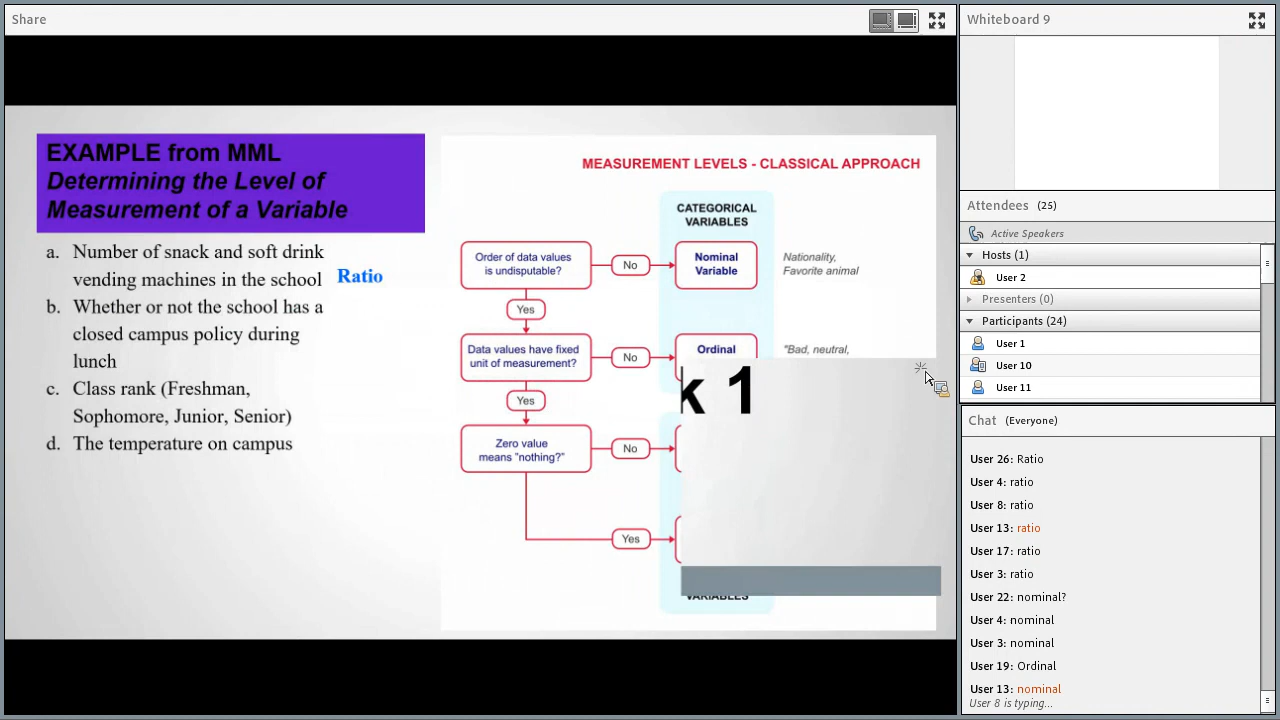 Share
EXAMPLE from MML
Determining the Level of
Measurement of a Variable
a. Number of snack and soft drink
vending machines in the school
Ratio
b. Whether or not the school has a
closed campus policy during
lunch
c. Class rank (Freshman,
Sophomore, Junior, Senior)
d. The temperature on campus
MEASUREMENT LEVELS - CLASSICAL APPROACH
CATEGORICAL
VARIABLES
Order of data values
is undisputable?
No
Nominal
Variable
Nationality,
Favorite animal
Yes
Data values have fixed
unit of measurement?
No
Ordinal
"Bad, neutral,
Yes
k 1
Zero value
means "nothing?"
No
Yes
VARIABLES
Whiteboard 9
Attendees (25)
Active Speakers
Hosts (1)
User 2
Presenters (0)
Participants (24)
User 1
User 10
User 11
Chat (Everyone)
User 26: Ratio
User 4: ratio
User 8: ratio
User 13: ratio
User 17: ratio
User 3: ratio
User 22: nominal?
User 4: nominal
User 3: nominal
User 19: Ordinal
User 13: nominal
User 8 is typing...